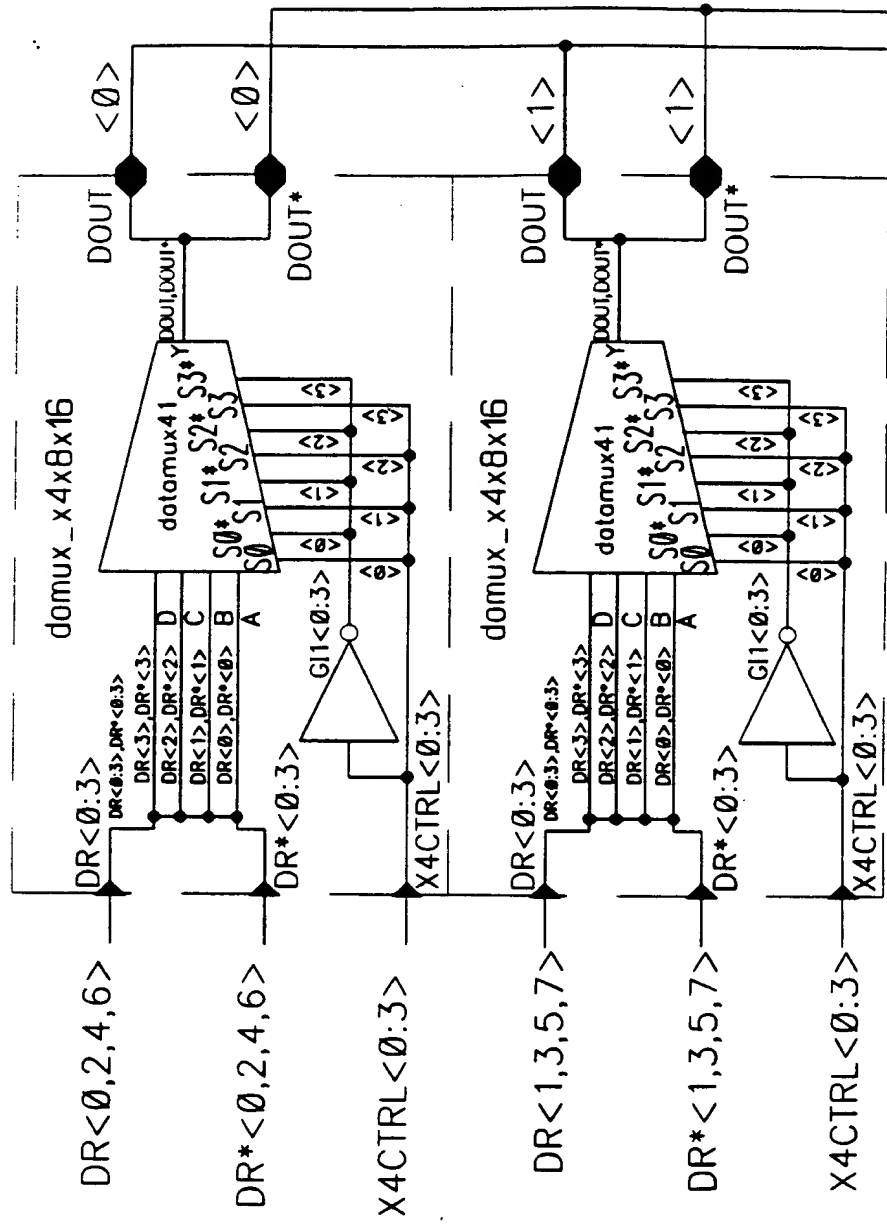 domux_x4x8x16
DR<0,2,4,6>
DR<0:3>
DR<0:3>,DR*<0:3>
DR<3>,DR*<3>
DR<2>,DR*<2>
DR<1>,DR*<1>
DR<0>,DR*<0>
D
C
B
A
datamux41
S0
S0*
S1
S1*
S2
S2*
S3
S3*
Y
DOUT,DOUT*
DOUT
<0>
DOUT*
<0>
DR*<0,2,4,6>
DR*<0:3>
GI1<0:3>
<0>
<0>
<1>
<1>
<2>
<2>
<3>
<3>
X4CTRL<0:3>
X4CTRL<0:3>
domux_x4x8x16
DR<1,3,5,7>
DR<0:3>
DR<0:3>,DR*<0:3>
DR<3>,DR*<3>
DR<2>,DR*<2>
DR<1>,DR*<1>
DR<0>,DR*<0>
D
C
B
A
datamux41
S0
S0*
S1
S1*
S2
S2*
S3
S3*
Y
DOUT,DOUT*
DOUT
<1>
DOUT*
<1>
DR*<1,3,5,7>
DR*<0:3>
GI1<0:3>
<0>
<0>
<1>
<1>
<2>
<2>
<3>
<3>
X4CTRL<0:3>
X4CTRL<0:3>